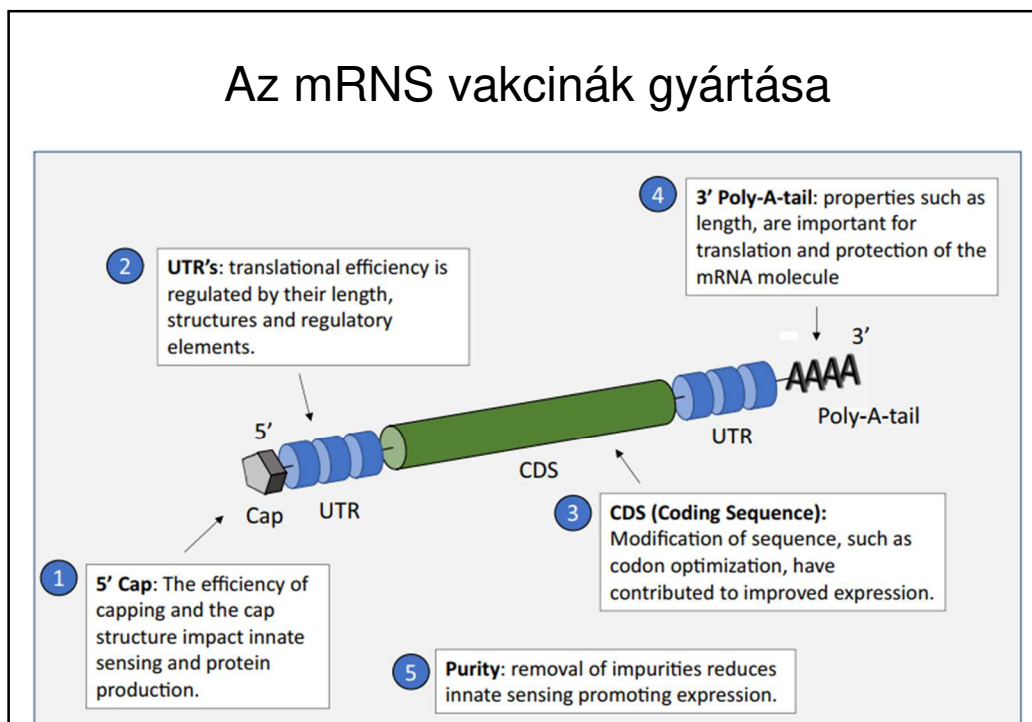 Az mRNS vakcinák gyártása
4
3’ Poly-A-tail: properties such as
length, are important for
translation and protection of the
mRNA molecule
2
UTR's: translational efficiency is
regulated by their length,
structures and regulatory
elements.
3’
AAAA
Poly-A-tail
UTR
5’
CDS
Cap
UTR
3
CDS (Coding Sequence):
Modification of sequence, such as
codon optimization, have
contributed to improved expression.
1
5’ Cap: The efficiency of
capping and the cap
structure impact innate
sensing and protein
production.
5
Purity: removal of impurities reduces
innate sensing promoting expression.